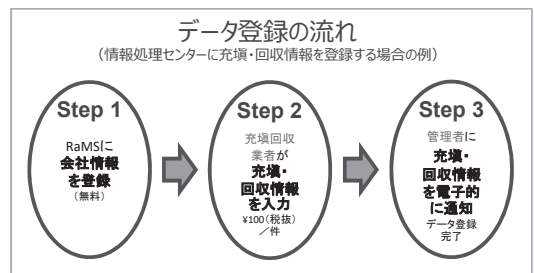 データ登録の流れ
（情報処理センターに充塡・回収情報を登録する場合の例）
Step 1
RaMSに
会社情報
を登録
（無料）
Step 2
充塡回収
業者が
充塡・
回収情報
を入力
¥100（税抜）
／件
Step 3
管理者に
充塡・
回収情報
を電子的
に通知
データ登録
完了